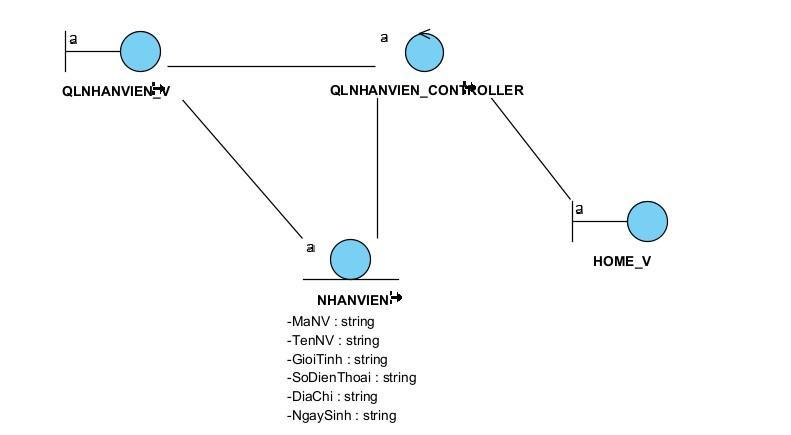 a
QLNHANVIEN_V
a
QLNHANVIEN_CONTROLLER
a
HOME_V
a
NHANVIEN
-MaNV : string
-TenNV : string
-GioiTinh : string
-SoDienThoai : string
-DiaChi : string
-NgaySinh : string